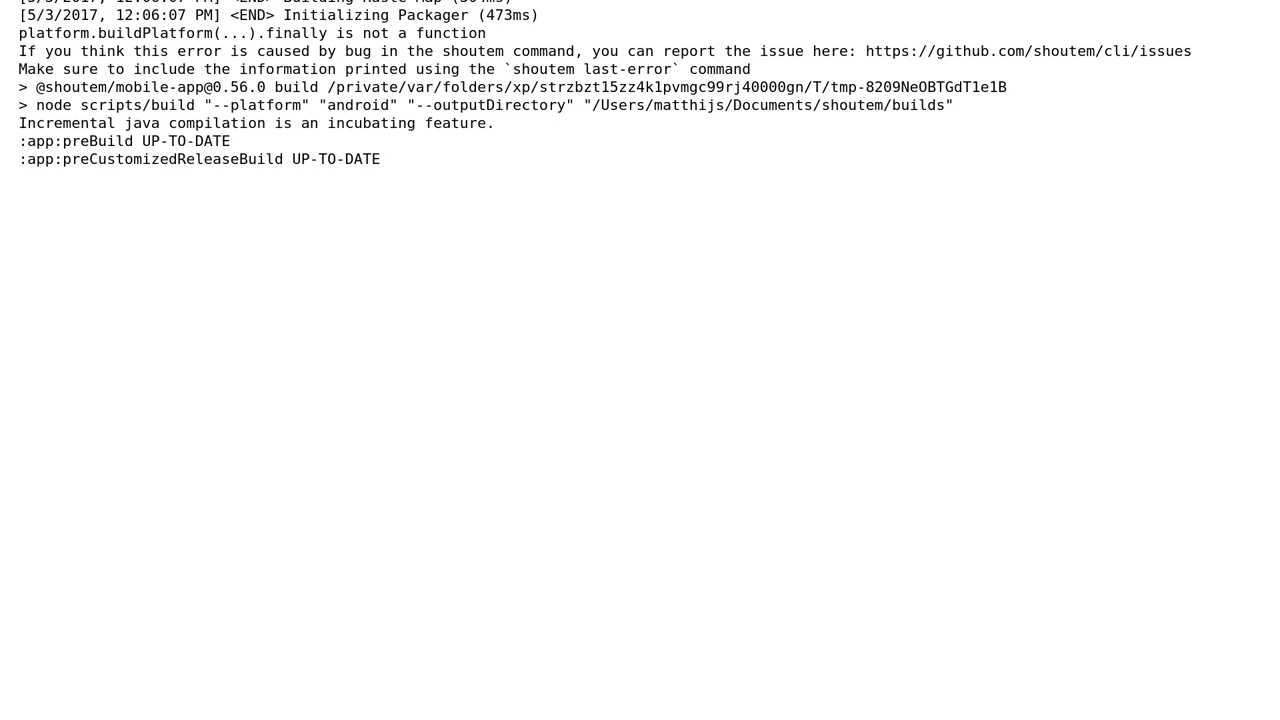 [5/3/2017, 12:06:07 PM] <END> Initializing Packager (473ms)
platform.buildPlatform(...).finally is not a function
If you think this error is caused by bug in the shoutem command, you can report the issue here: https://github.com/shoutem/cli/issues
Make sure to include the information printed using the `shoutem last-error` command
> @shoutem/mobile-app@0.56.0 build /private/var/folders/xp/strzbzt15zz4k1pvmgc99rj40000gn/T/tmp-8209NeOBTGdT1e1B
> node scripts/build "--platform" "android" "--outputDirectory" "/Users/matthijs/Documents/shoutem/builds"
Incremental java compilation is an incubating feature.
:app:preBuild UP-TO-DATE
:app:preCustomizedReleaseBuild UP-TO-DATE